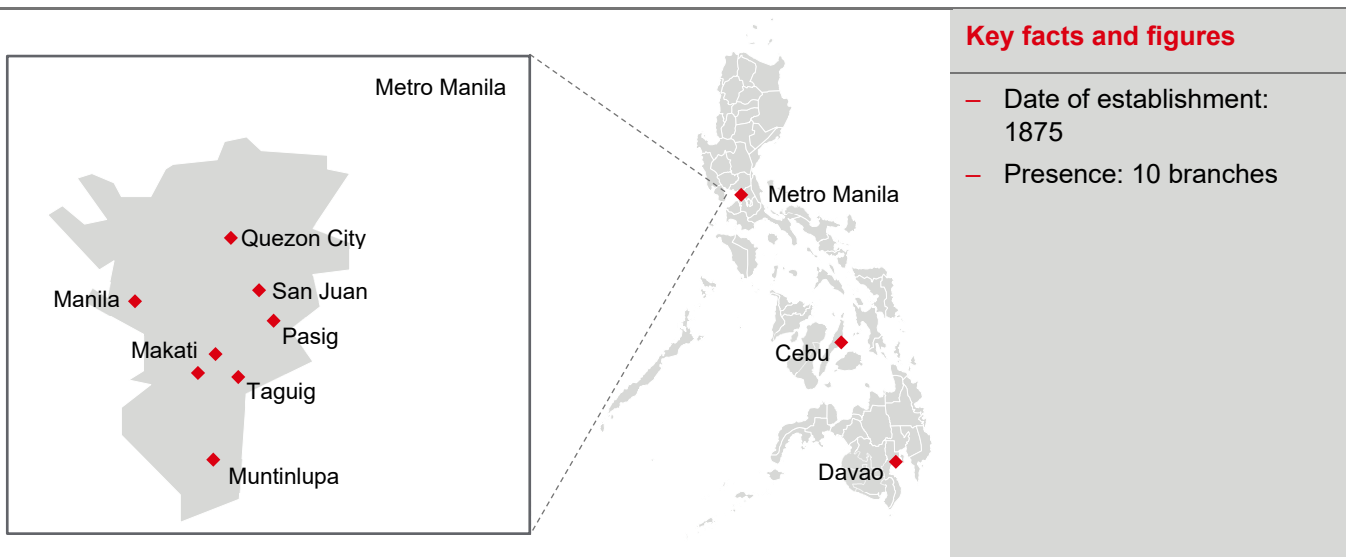 Metro Manila
Quezon City
San Juan
Manila
Pasig
Makati
Taguig
Muntinlupa
Metro Manila
Cebu
Davao
Key facts and figures
– Date of establishment:
1875
– Presence: 10 branches